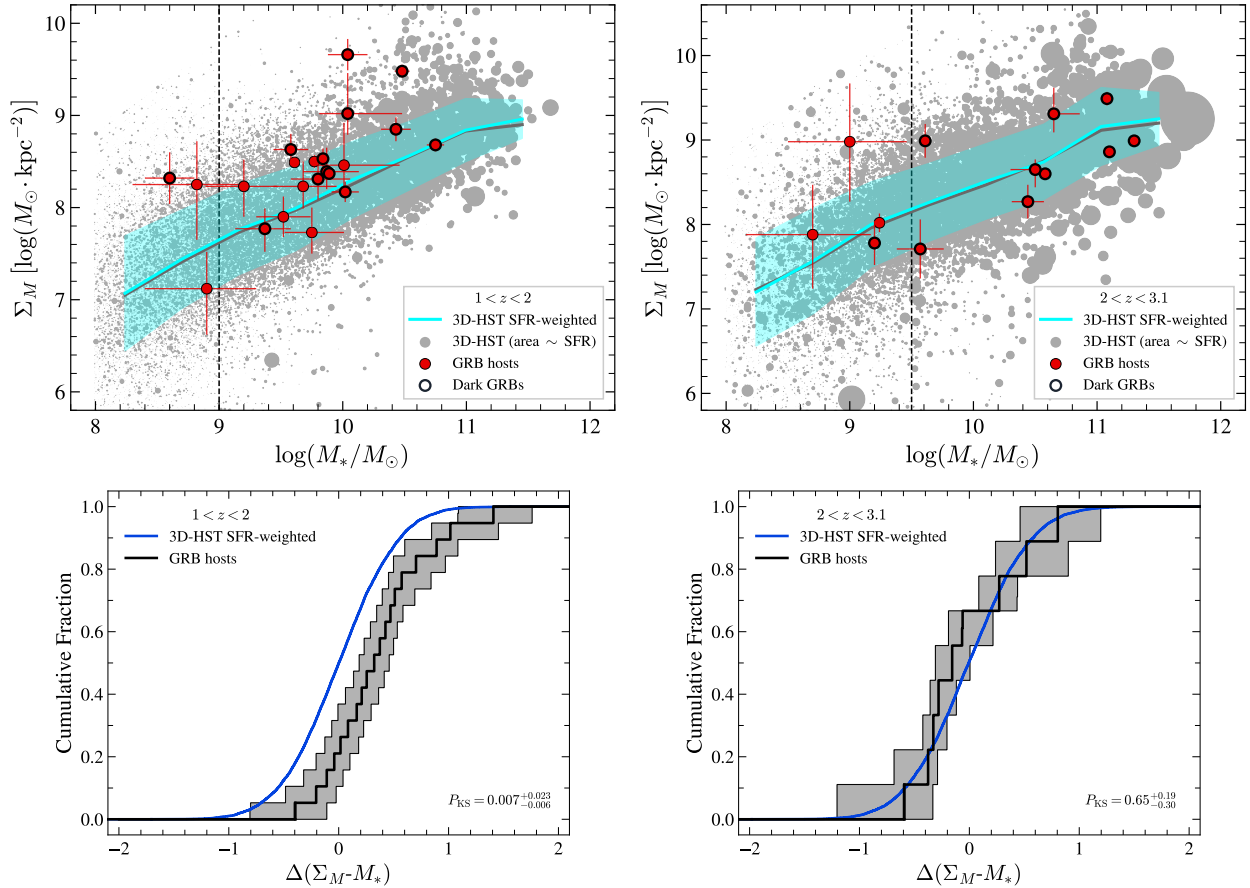 10
9
8
7
6
Σ_M [log(M_⊙ · kpc⁻²)]
1 < z < 2
3D-HST SFR-weighted
3D-HST (area ∼ SFR)
GRB hosts
Dark GRBs
8 9 10 11 12
log(M_*/M_⊙)
10
9
8
7
6
Σ_M [log(M_⊙ · kpc⁻²)]
2 < z < 3.1
3D-HST SFR-weighted
3D-HST (area ∼ SFR)
GRB hosts
Dark GRBs
8 9 10 11 12
log(M_*/M_⊙)
1.0
0.8
0.6
0.4
0.2
0.0
Cumulative Fraction
1 < z < 2
3D-HST SFR-weighted
GRB hosts
P_KS = 0.007^{+0.023}_{−0.006}
−2 −1 0 1 2
Δ(Σ_M-M_*)
1.0
0.8
0.6
0.4
0.2
0.0
Cumulative Fraction
2 < z < 3.1
3D-HST SFR-weighted
GRB hosts
P_KS = 0.65^{+0.19}_{−0.30}
−2 −1 0 1 2
Δ(Σ_M-M_*)